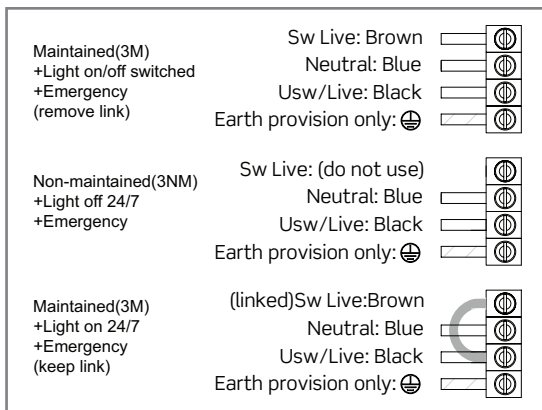 Maintained(3M)
+Light on/off switched
+Emergency
(remove link)
Sw Live: Brown
Neutral: Blue
Usw/Live: Black
Earth provision only:
Non-maintained(3NM)
+Light off 24/7
+Emergency
Sw Live: (do not use)
Neutral: Blue
Usw/Live: Black
Earth provision only:
Maintained(3M)
+Light on 24/7
+Emergency
(keep link)
(linked)Sw Live:Brown
Neutral: Blue
Usw/Live: Black
Earth provision only: